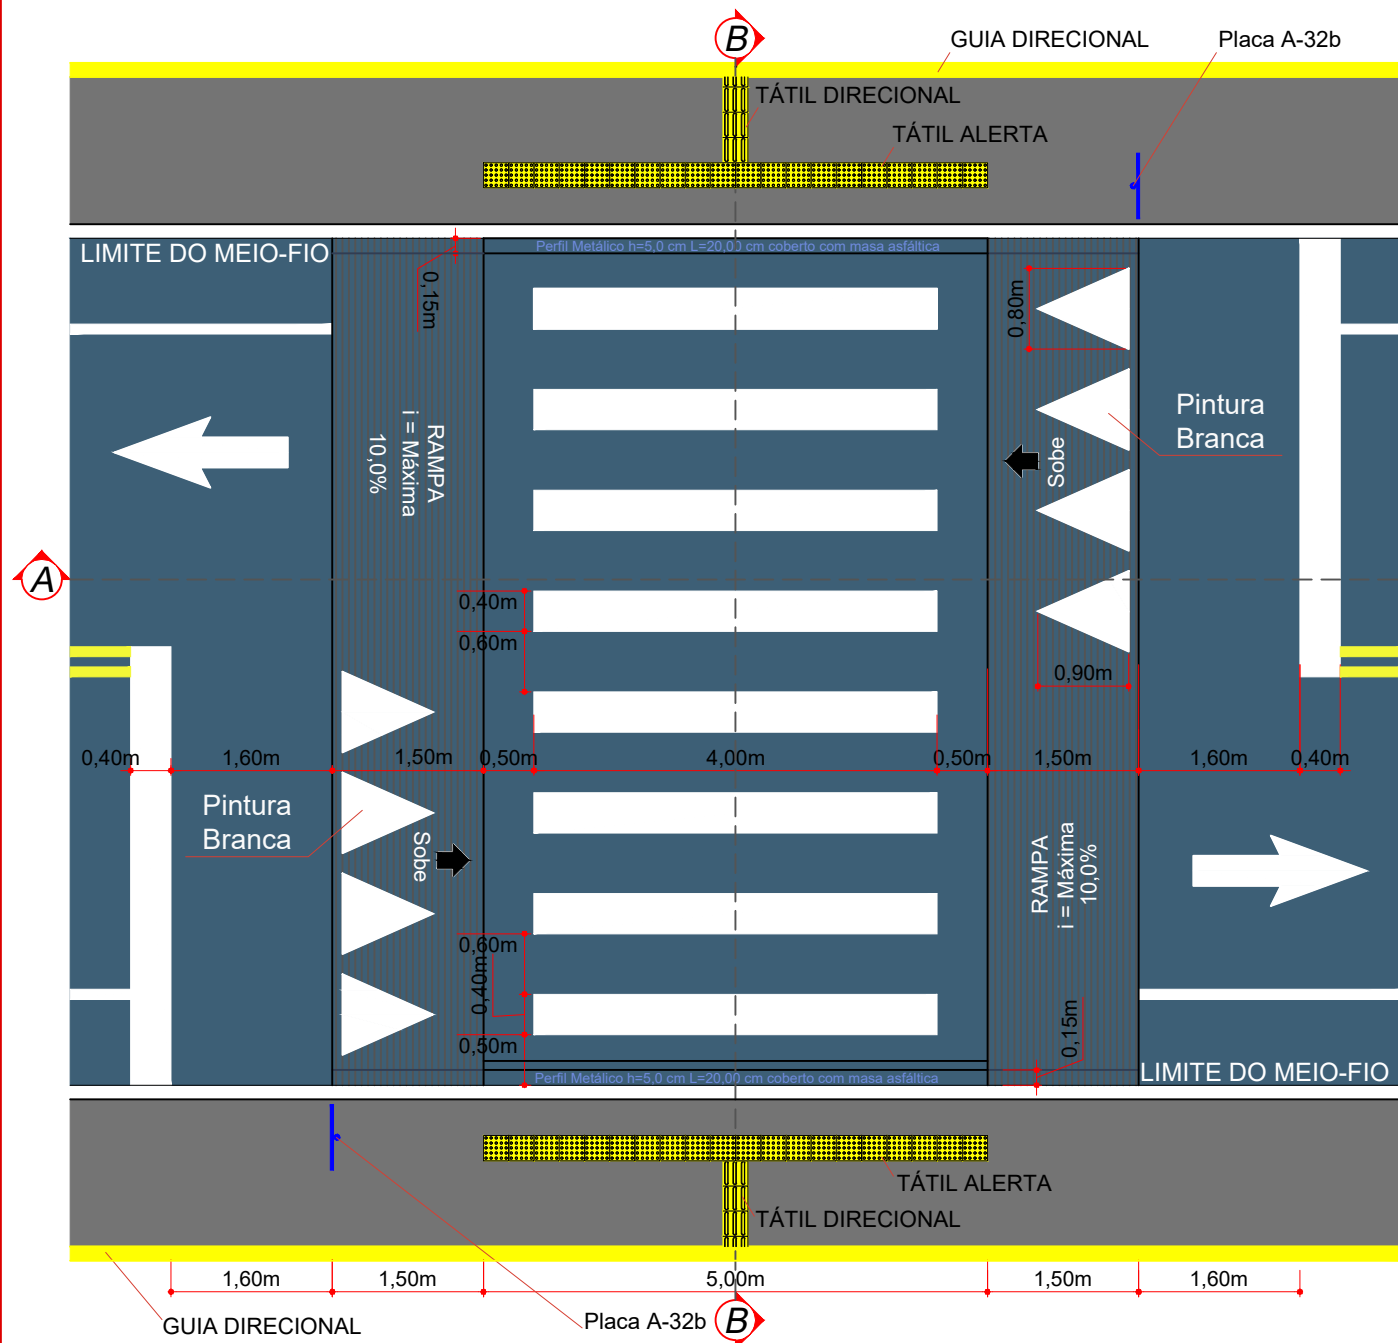 B
GUIA DIRECIONAL
Placa A-32b
TÁTIL DIRECIONAL
TÁTIL ALERTA
LIMITE DO MEIO-FIO
Perfil Metálico h=5,0 cm L=20,00 cm coberto com masa asfáltica
0,15m
0,80m
RAMPA
i = Máxima
10,0%
Sobe
Pintura
Branca
A
0,40m
0,60m
0,90m
0,40m
1,60m
1,50m
0,50m
4,00m
0,50m
1,50m
1,60m
0,40m
Pintura
Branca
Sobe
RAMPA
i = Máxima
10,0%
0,60m
0,40m
0,50m
0,15m
Perfil Metálico h=5,0 cm L=20,00 cm coberto com masa asfáltica
LIMITE DO MEIO-FIO
TÁTIL ALERTA
TÁTIL DIRECIONAL
1,60m
1,50m
5,00m
1,50m
1,60m
GUIA DIRECIONAL
Placa A-32b
B